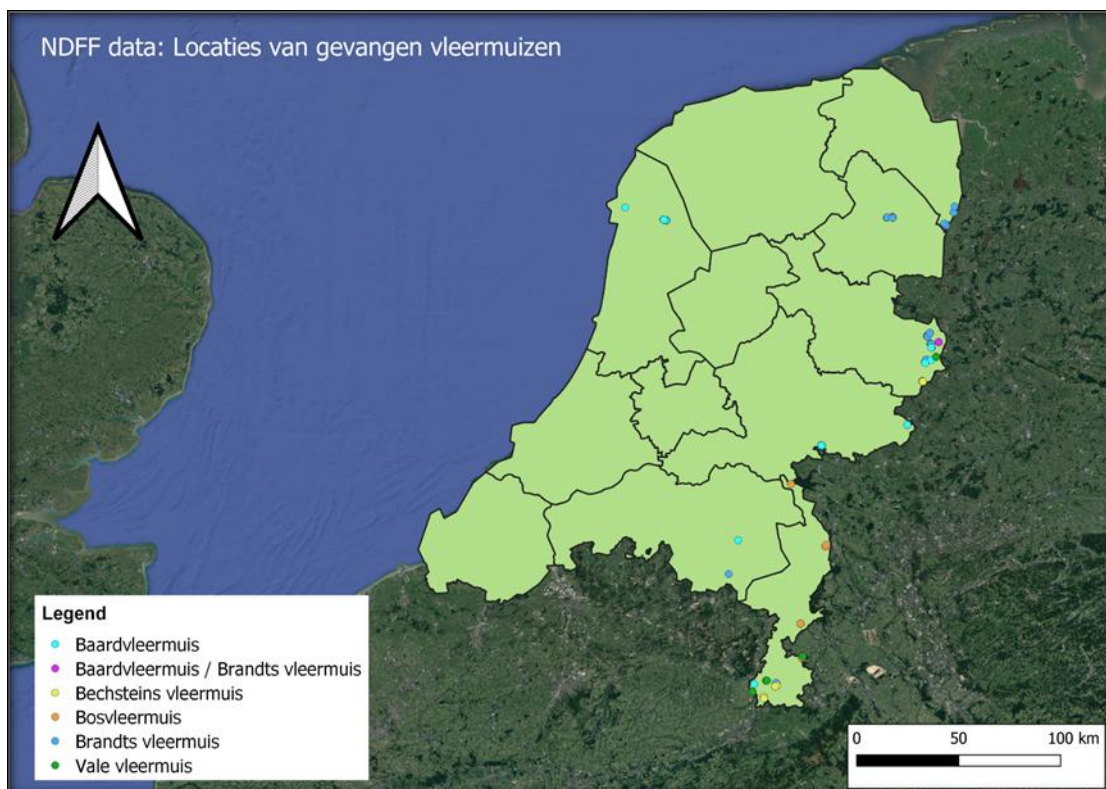 NDFF data: Locaties van gevangen vleermuizen
Legend
Baardvleermuis
Baardvleermuis / Brandts vleermuis
Bechsteins vleermuis
Bosvleermuis
Brandts vleermuis
Vale vleermuis
0 50 100 km